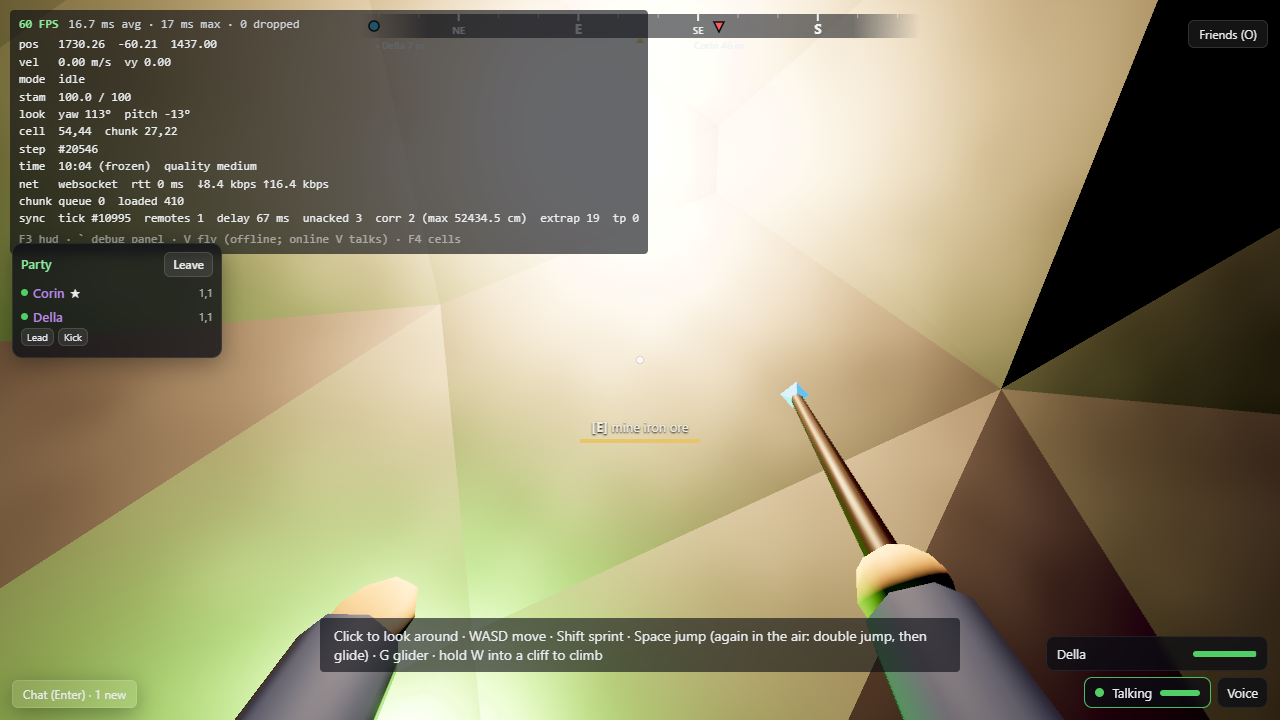 60 FPS 16.7 ms avg · 17 ms max · 0 dropped
pos 1730.26 -60.21 1437.00
vel 0.00 m/s vy 0.00
mode idle
stam 100.0 / 100
look yaw 113° pitch -13°
cell 54,44 chunk 27,22
step #20546
time 10:04 (frozen) quality medium
net websocket rtt 0 ms ↓8.4 kbps ↑16.4 kbps
chunk queue 0 loaded 410
sync tick #10995 remotes 1 delay 67 ms unacked 3 corr 2 (max 52434.5 cm) extrap 19 tp 0
F3 hud · ` debug panel · V fly (offline; online V talks) · F4 cells
NE E SE S
Friends (O)
Party Leave
Corin ★ 1,1
Della 1,1
Lead Kick
[E] mine iron ore
Click to look around · WASD move · Shift sprint · Space jump (again in the air: double jump, then
glide) · G glider · hold W into a cliff to climb
Della
Talking Voice
Chat (Enter) · 1 new